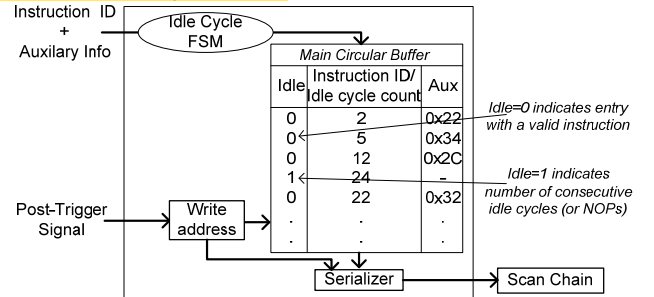 Instruction ID
+
Auxilary Info
Idle Cycle
FSM
Main Circular Buffer
Idle
Instruction ID/
Idle cycle count
Aux
0 2 0x22
0 5 0x34
0 12 0x2C
1 24 -
0 22 0x32
. . .
. . .
Idle=0 indicates entry
with a valid instruction
Idle=1 indicates
number of consecutive
idle cycles (or NOPs)
Post-Trigger
Signal
Write
address
Serializer
Scan Chain